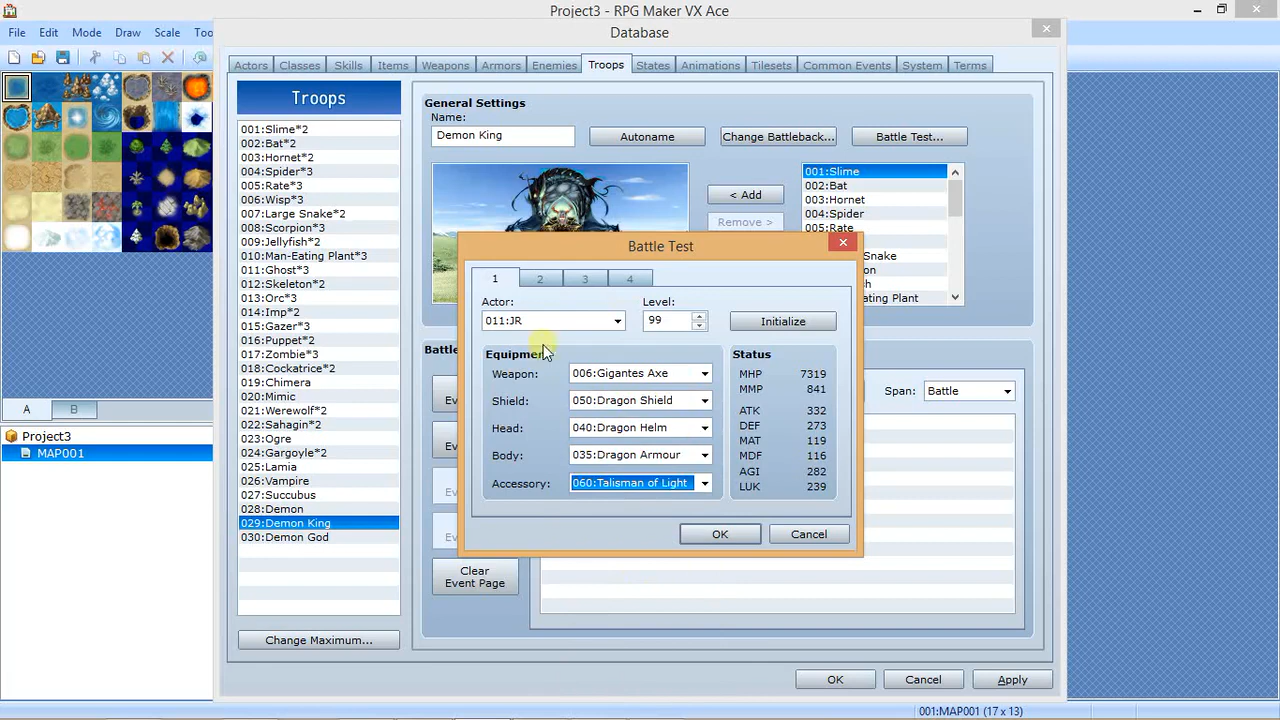 Project3 - RPG Maker VX Ace
File Edit Mode Draw Scale Too
Database
Actors Classes Skills Items Weapons Armors Enemies Troops States Animations Tilesets Common Events System Terms
Troops
001:Slime*2
002:Bat*2
003:Hornet*2
004:Spider*3
005:Rate*3
006:Wisp*3
007:Large Snake*2
008:Scorpion*3
009:Jellyfish*2
010:Man-Eating Plant*3
011:Ghost*3
012:Skeleton*2
013:Orc*3
014:Imp*2
015:Gazer*3
016:Puppet*2
017:Zombie*3
018:Cockatrice*2
019:Chimera
020:Mimic
021:Werewolf*2
022:Sahagin*2
023:Ogre
024:Gargoyle*2
025:Lamia
026:Vampire
027:Succubus
028:Demon
029:Demon King
030:Demon God
Change Maximum...
General Settings
Name:
Demon King
Autoname
Change Battleback...
Battle Test...
< Add
Remove >
001:Slime
002:Bat
003:Hornet
004:Spider
005:Rate
Snake
on
ch
ting Plant
Battle Test
1 2 3 4
Actor:
Level:
011:JR
99
Initialize
Equipmen
Weapon: 006:Gigantes Axe
Shield: 050:Dragon Shield
Head: 040:Dragon Helm
Body: 035:Dragon Armour
Accessory: 060:Talisman of Light
Status
MHP 7319
MMP 841
ATK 332
DEF 273
MAT 119
MDF 116
AGI 282
LUK 239
OK
Cancel
Battl
Ev
Ev
Ev
Ev
Clear
Event Page
Span: Battle
A B
Project3
MAP001
OK
Cancel
Apply
001:MAP001 (17 x 13)